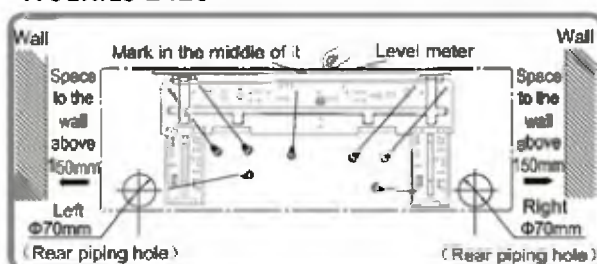 Wall
Wall
Mark in the middle of it
Level meter
Space
to the
wall
above
150mm
Space
to the
wall
above
150mm
Left
Φ70mm
(Rear piping hole)
Right
Φ70mm
(Rear piping hole)